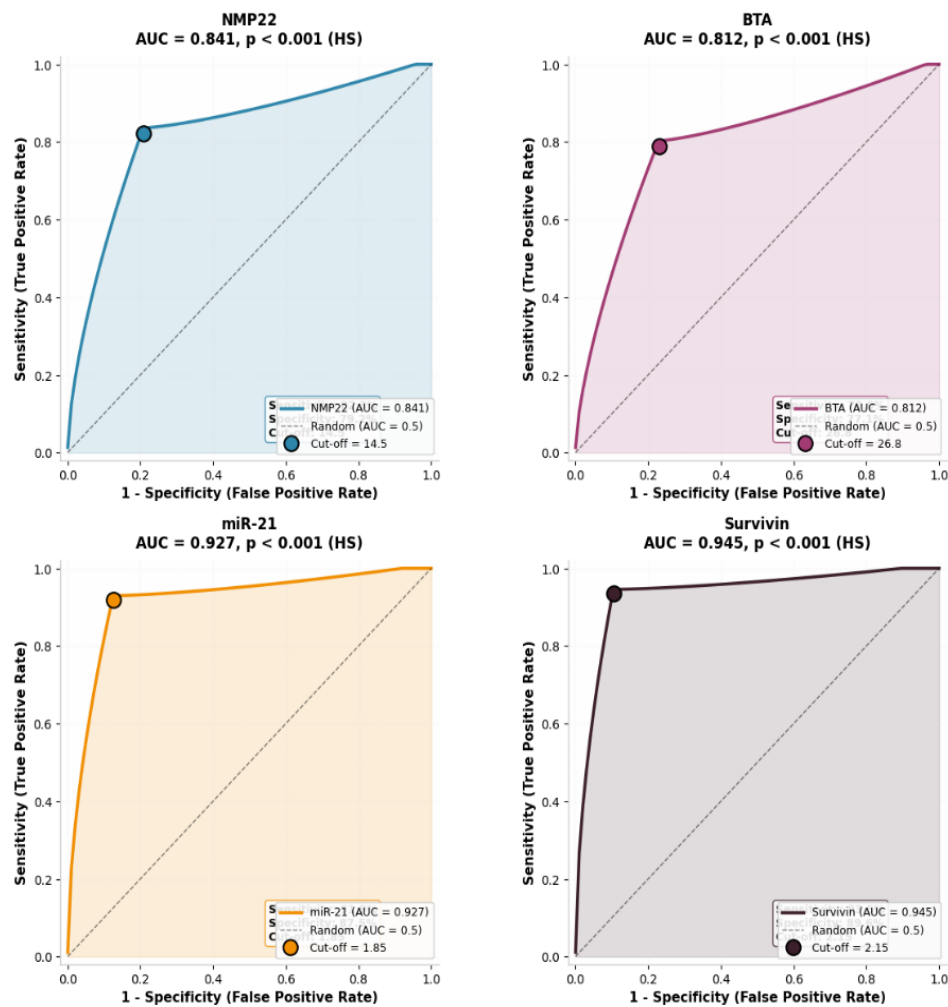 NMP22
AUC = 0.841, p < 0.001 (HS)
Sensitivity (True Positive Rate)
1.0
0.8
0.6
0.4
0.2
0.0
NMP22 (AUC = 0.841)
Random (AUC = 0.5)
Cut-off = 14.5
0.0 0.2 0.4 0.6 0.8 1.0
1 - Specificity (False Positive Rate)
BTA
AUC = 0.812, p < 0.001 (HS)
Sensitivity (True Positive Rate)
1.0
0.8
0.6
0.4
0.2
0.0
BTA (AUC = 0.812)
Random (AUC = 0.5)
Cut-off = 26.8
0.0 0.2 0.4 0.6 0.8 1.0
1 - Specificity (False Positive Rate)
miR-21
AUC = 0.927, p < 0.001 (HS)
Sensitivity (True Positive Rate)
1.0
0.8
0.6
0.4
0.2
0.0
miR-21 (AUC = 0.927)
Random (AUC = 0.5)
Cut-off = 1.85
0.0 0.2 0.4 0.6 0.8 1.0
1 - Specificity (False Positive Rate)
Survivin
AUC = 0.945, p < 0.001 (HS)
Sensitivity (True Positive Rate)
1.0
0.8
0.6
0.4
0.2
0.0
Survivin (AUC = 0.945)
Random (AUC = 0.5)
Cut-off = 2.15
0.0 0.2 0.4 0.6 0.8 1.0
1 - Specificity (False Positive Rate)